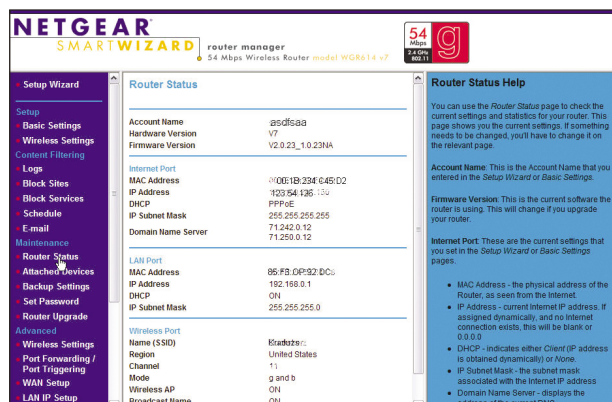 NETGEAR
SMARTWIZARD router manager
54 Mbps Wireless Router model WGR614 v7
54
Mbps
2.4 GHz
802.11
g
Setup Wizard
Setup
Basic Settings
Wireless Settings
Content Filtering
Logs
Block Sites
Block Services
Schedule
E-mail
Maintenance
Router Status
Attached Devices
Backup Settings
Set Password
Router Upgrade
Advanced
Wireless Settings
Port Forwarding /
Port Triggering
WAN Setup
LAN IP Setup
Router Status
Account Name asdfsaa
Hardware Version V7
Firmware Version V2.0.23_1.0.23NA
Internet Port
MAC Address
IP Address
DHCP PPPoE
IP Subnet Mask 255.255.255.255
Domain Name Server 71.242.0.12
71.250.0.12
LAN Port
MAC Address
IP Address 192.168.0.1
DHCP ON
IP Subnet Mask 255.255.255.0
Wireless Port
Name (SSID)
Region United States
Channel 11
Mode g and b
Wireless AP ON
Broadcast Name ON
Router Status Help
You can use the Router Status page to check the
current settings and statistics for your router. This
page shows you the current settings. If something
needs to be changed, you'll have to change it on
the relevant page.
Account Name: This is the Account Name that you
entered in the Setup Wizard or Basic Settings.
Firmware Version: This is the current software the
router is using. This will change if you upgrade
your router.
Internet Port: These are the current settings that
you set in the Setup Wizard or Basic Settings
pages.
MAC Address - the physical address of the
Router, as seen from the Internet.
IP Address - current Internet IP address. If
assigned dynamically, and no Internet
connection exists, this will be blank or
0.0.0.0
DHCP - indicates either Client (IP address
is obtained dynamically) or None.
IP Subnet Mask - the subnet mask
associated with the Internet IP address
Domain Name Server - displays the